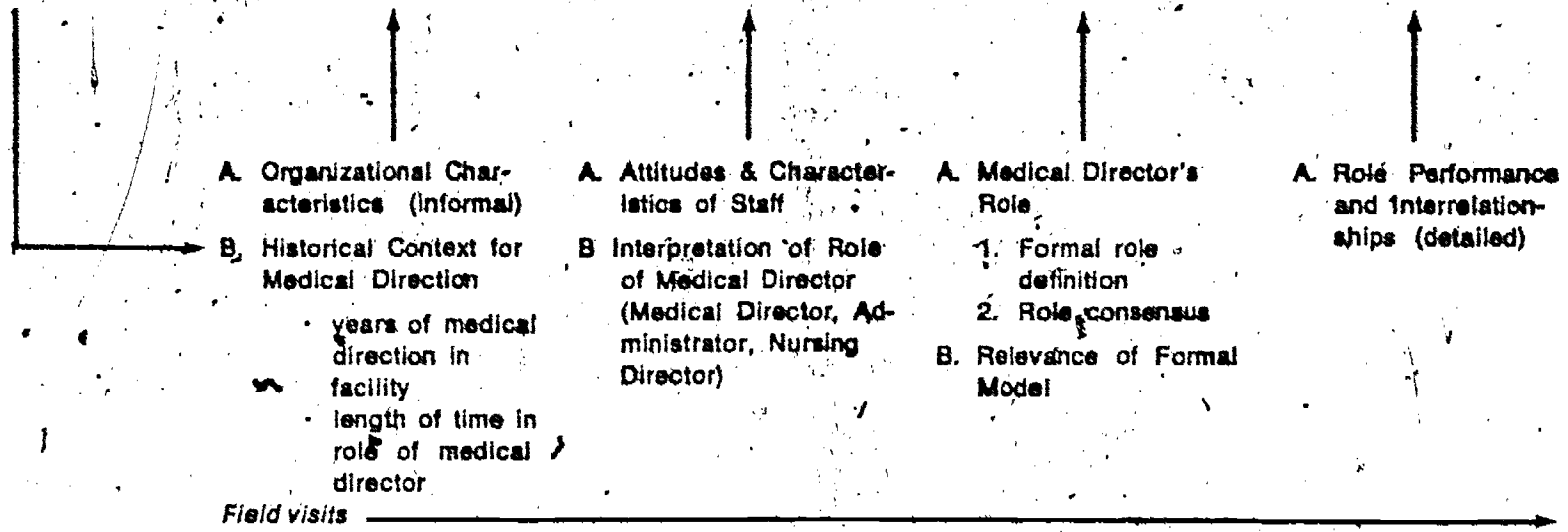 A. Organizational Char-
acteristics (informal)
B. Historical Context for
Medical Direction
· years of medical
direction in
facility
· length of time in
role of medical
director
A. Attitudes & Character-
istics of Staff
B Interpretation of Role
of Medical Director
(Medical Director, Ad-
ministrator, Nursing
Director)
A. Medical Director's
Role
1. Formal role
definition
2. Role consensus
B. Relevance of Formal
Model
A. Role Performance
and Interrelation-
ships (detailed)
Field visits